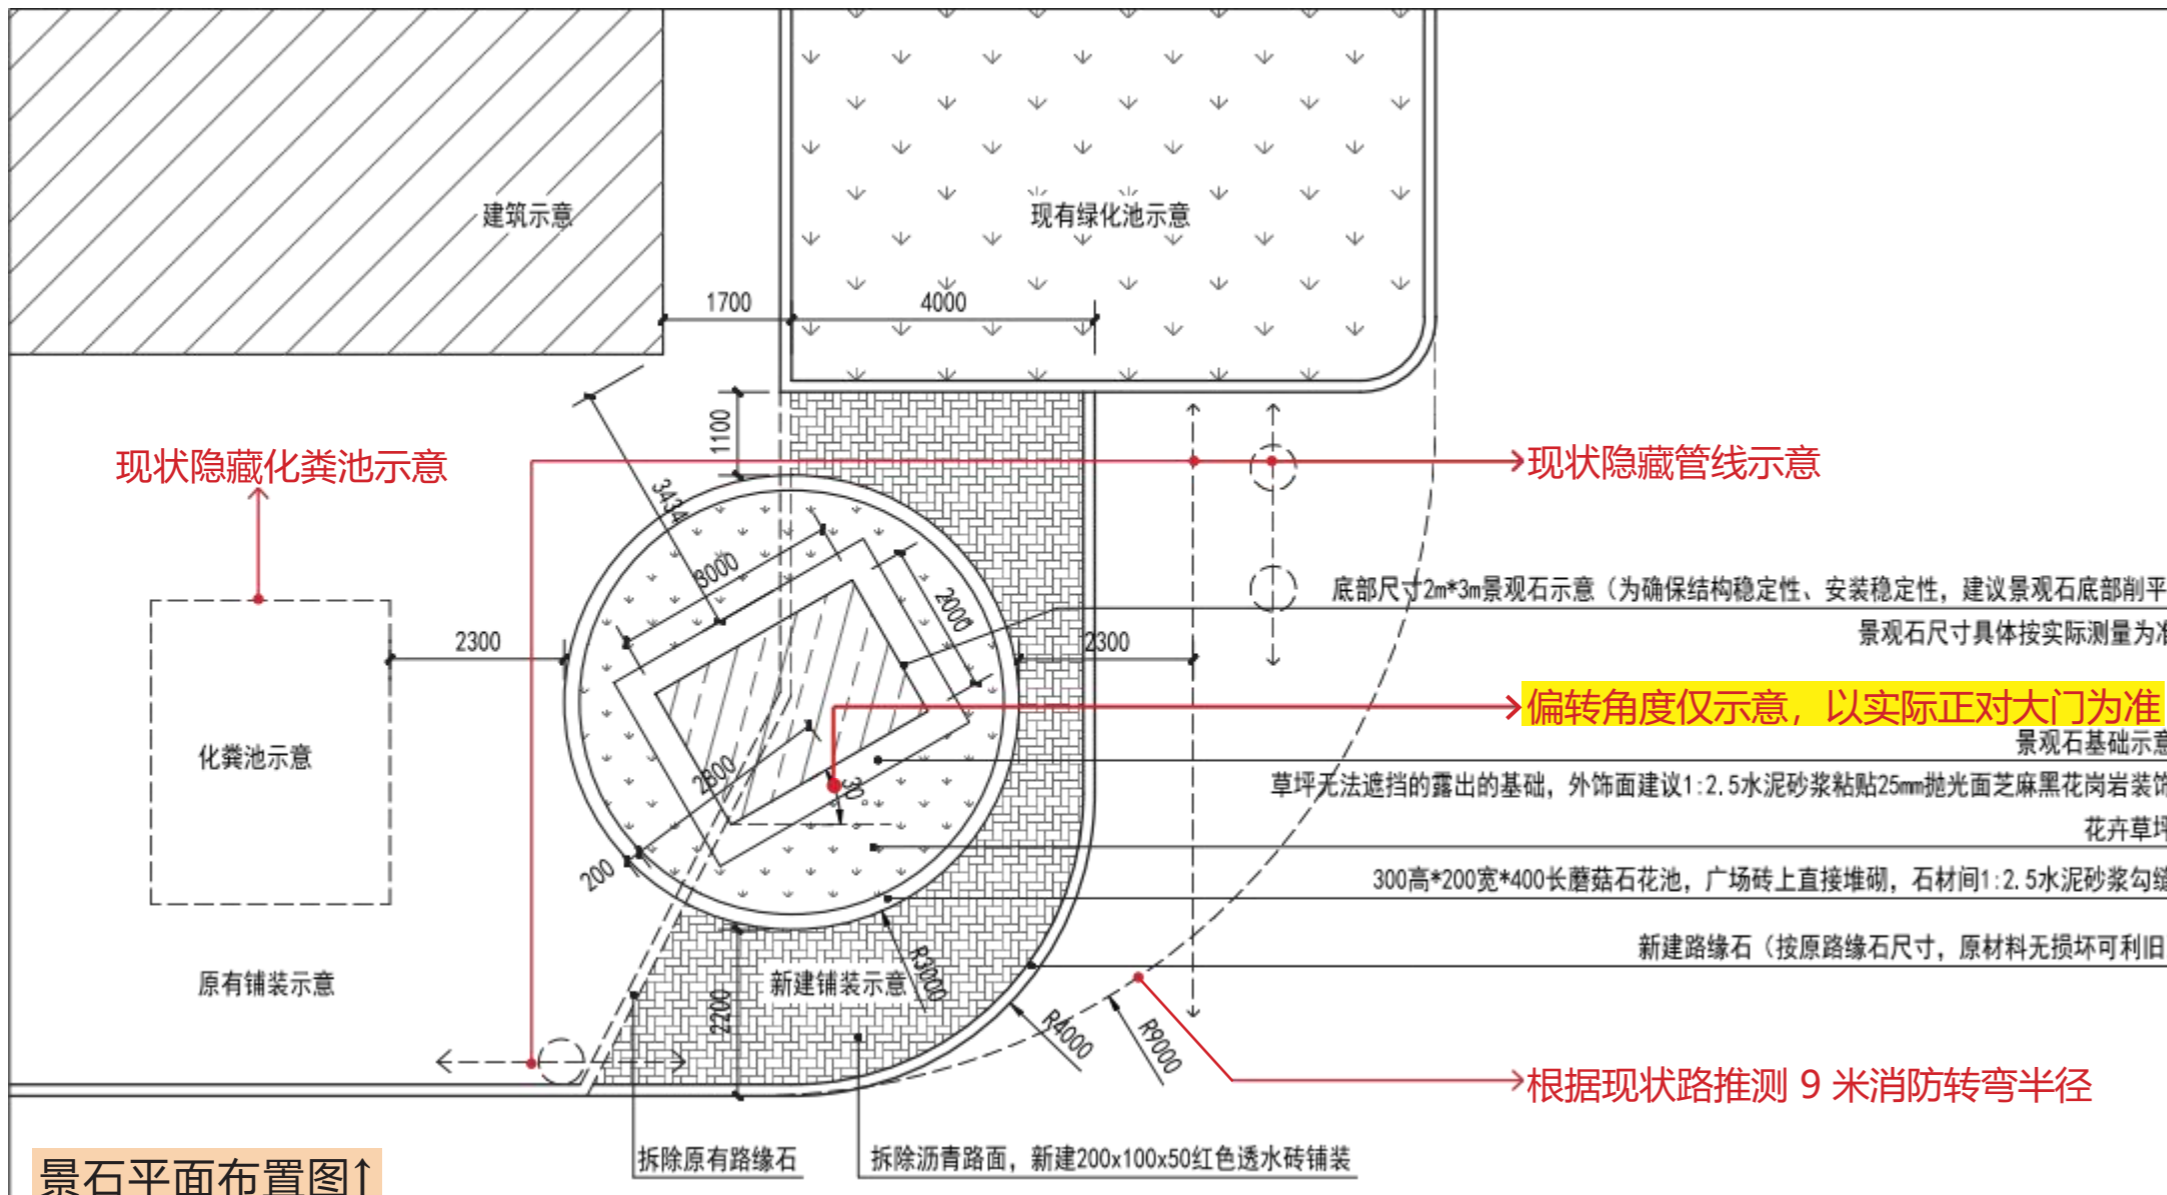 建筑示意
现有绿化池示意
1700
4000
1100
现状隐藏化粪池示意
现状隐藏管线示意
3434
3000
2000
底部尺寸2m*3m景观石示意（为确保结构稳定性、安装稳定性，建议景观石底部削平
2300
2300
景观石尺寸具体按实际测量为准
偏转角度仅示意，以实际正对大门为准
化粪池示意
景观石基础示意
2800
30°
草坪无法遮挡的露出的基础，外饰面建议1:2.5水泥砂浆粘贴25mm抛光面芝麻黑花岗岩装饰
花卉草坪
200
300高*200宽*400长蘑菇石花池，广场砖上直接堆砌，石材间1:2.5水泥砂浆勾缝
新建路缘石（按原路缘石尺寸，原材料无损坏可利旧
原有铺装示意
新建铺装示意
R3000
2200
R4000
R9000
根据现状路推测 9 米消防转弯半径
拆除原有路缘石
拆除沥青路面，新建200x100x50红色透水砖铺装
景石平面布置图↑